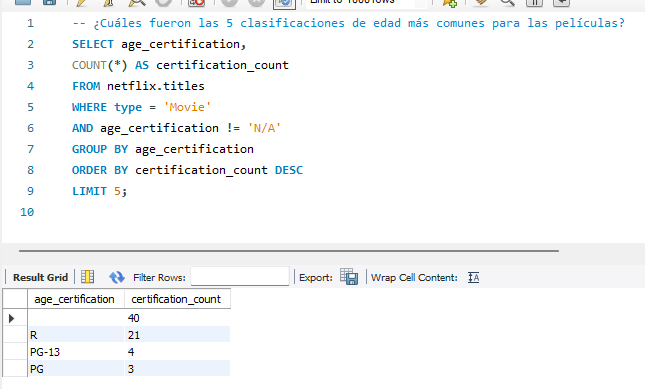 Limit to 1000 rows
1 -- ¿Cuáles fueron las 5 clasificaciones de edad más comunes para las películas?
2 SELECT age_certification,
3 COUNT(*) AS certification_count
4 FROM netflix.titles
5 WHERE type = 'Movie'
6 AND age_certification != 'N/A'
7 GROUP BY age_certification
8 ORDER BY certification_count DESC
9 LIMIT 5;
10
Result Grid Filter Rows: Export: Wrap Cell Content:
age_certification certification_count
40
R 21
PG-13 4
PG 3